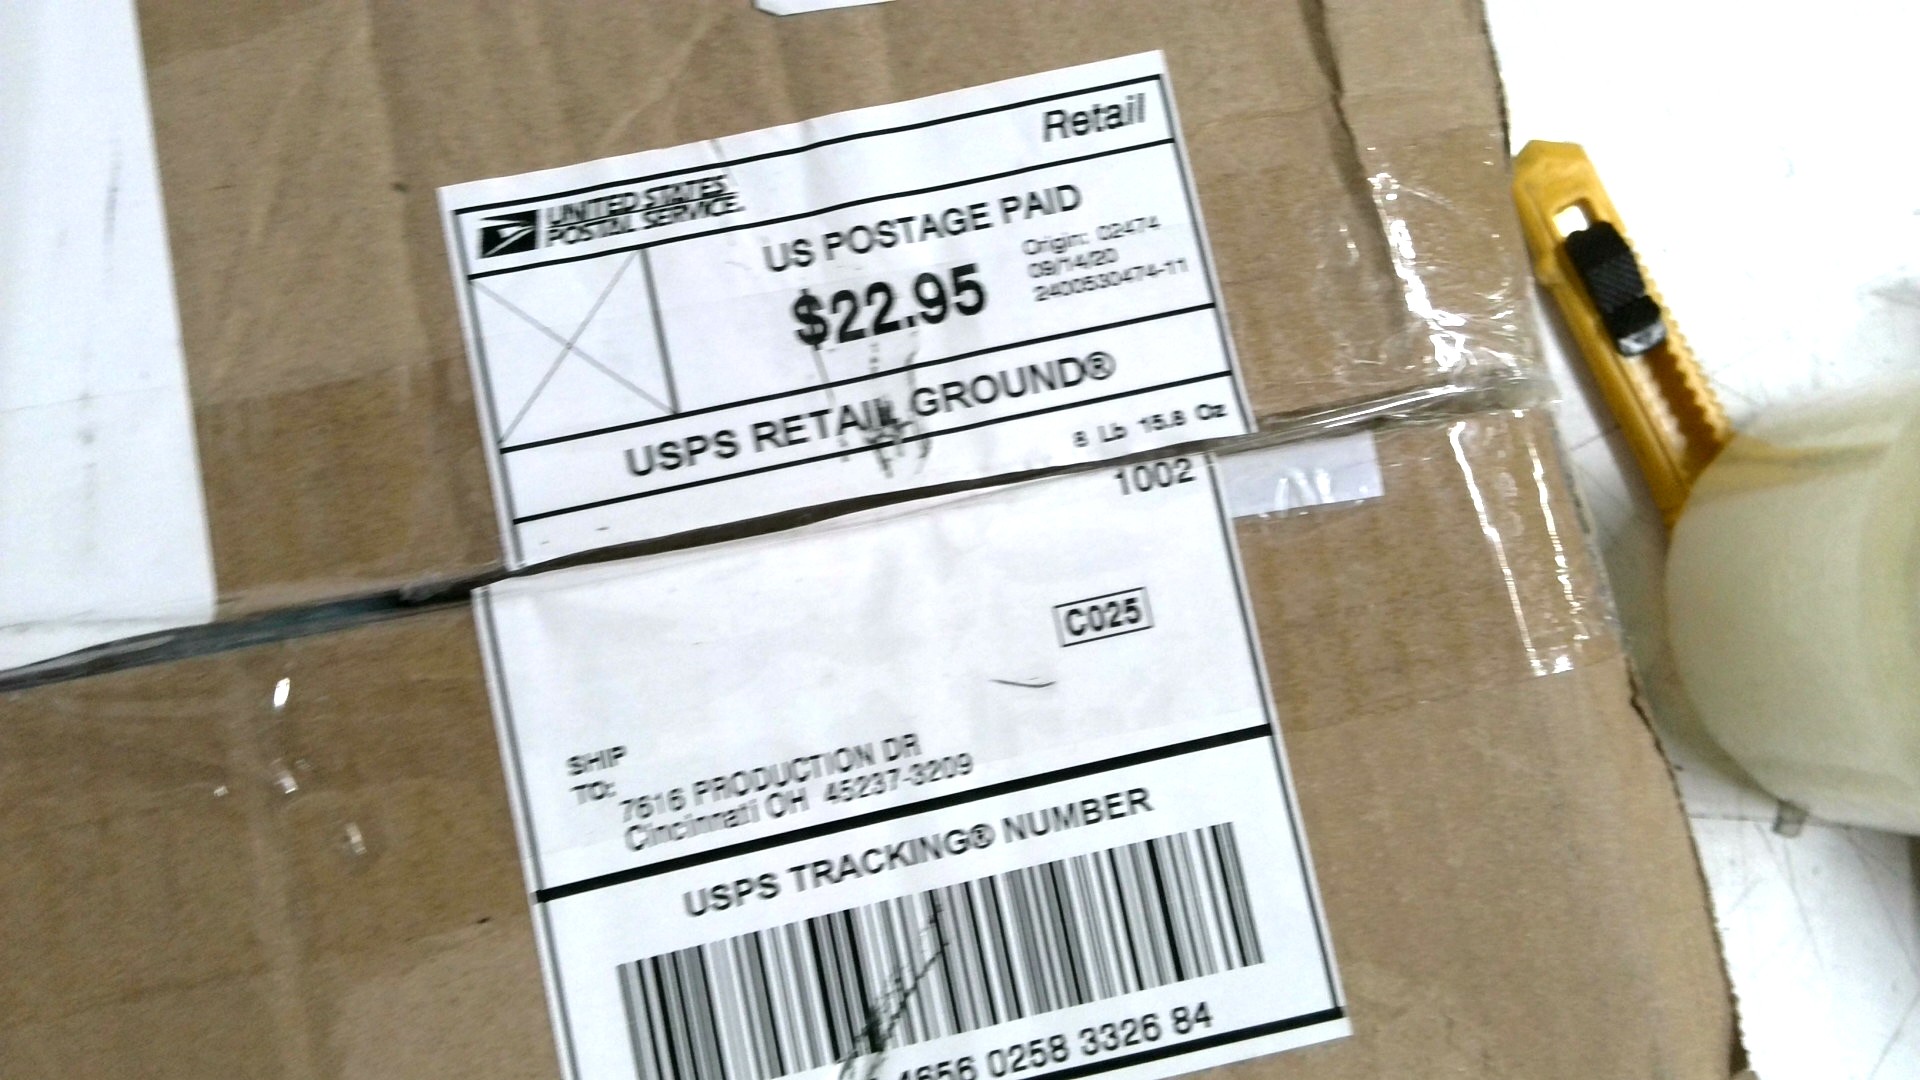 Retail
UNITED STATES
POSTAL SERVICE.
US POSTAGE PAID
$22.95
Origin: 02474
09/14/20
2400530474-11
USPS RETAIL GROUND®
8 Lb 15.8 Oz
1002
C025
SHIP
TO:
7616 PRODUCTION DR
Cincinnati OH 45237-3209
USPS TRACKING® NUMBER
4656 0258 3326 84